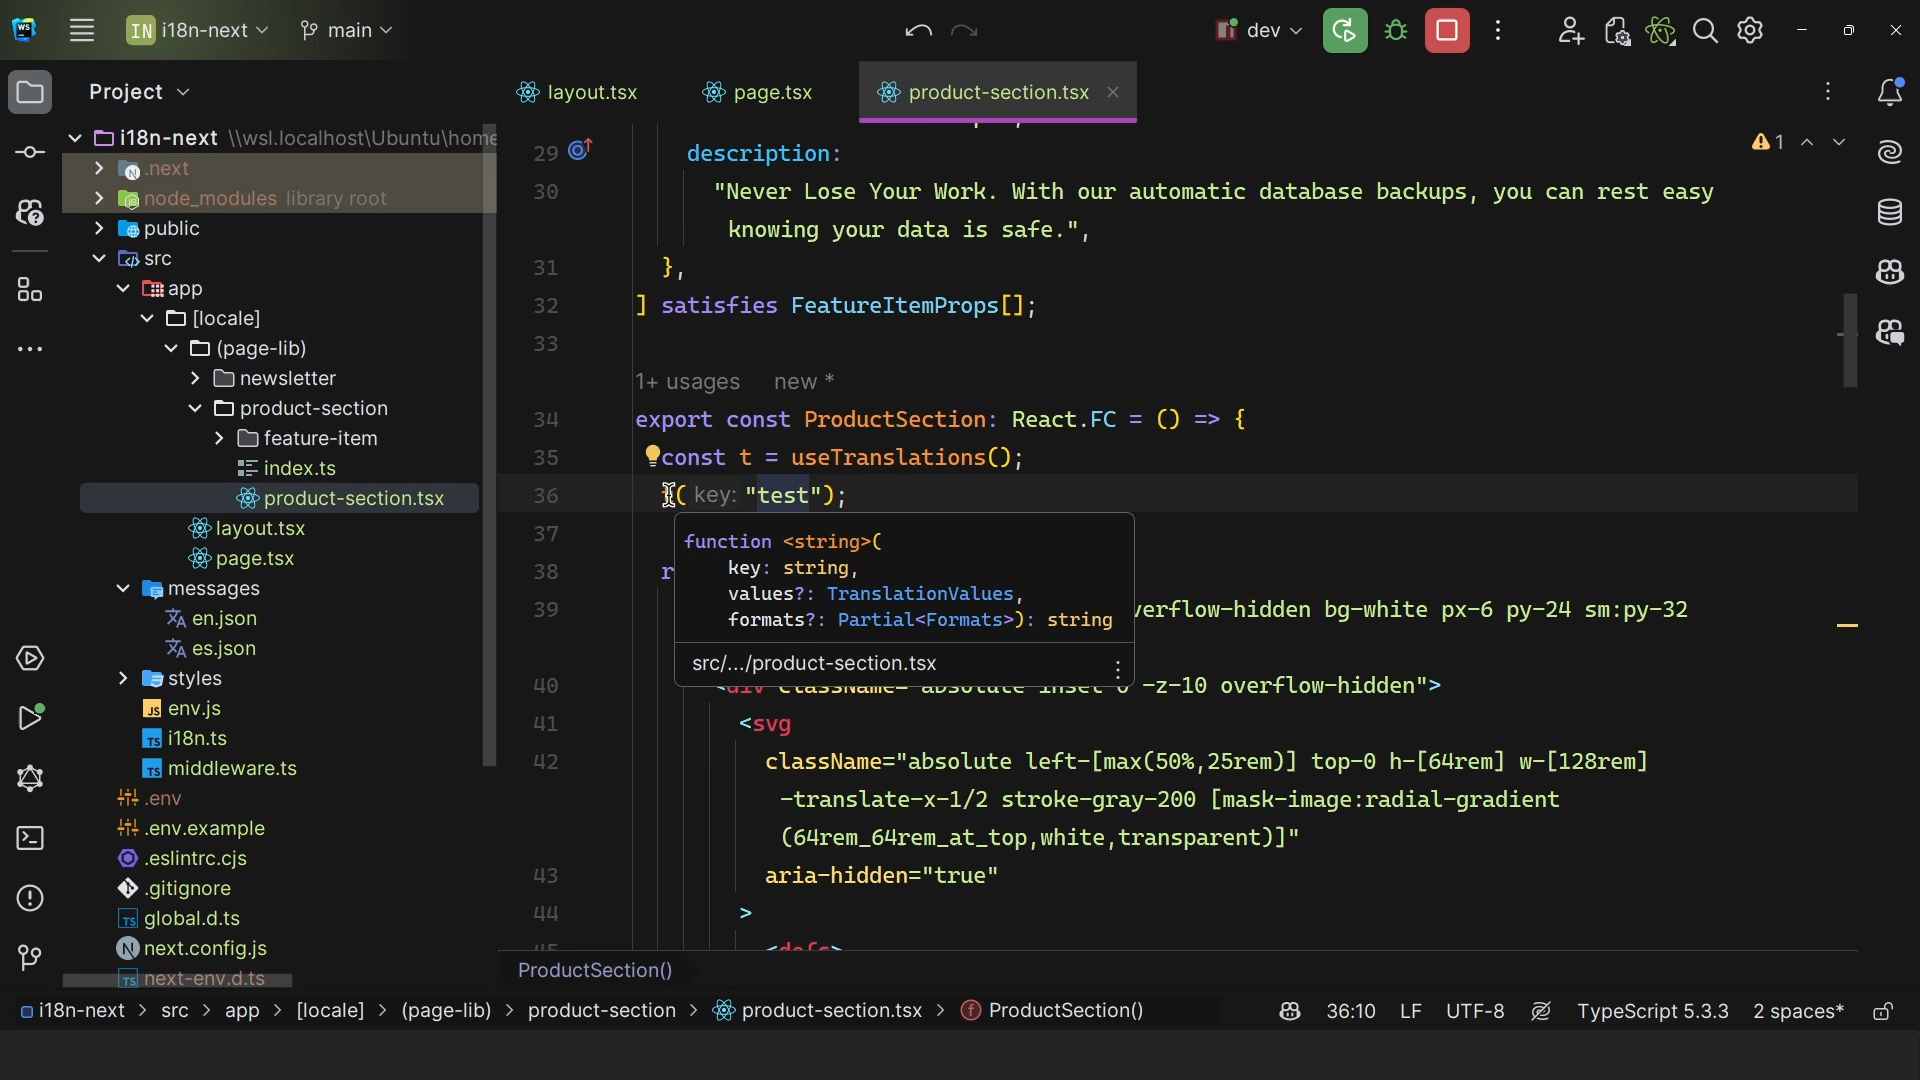 WS
IN i18n-next
main
dev
Project
layout.tsx
page.tsx
product-section.tsx
i18n-next \\wsl.localhost\Ubuntu\home
.next
node_modules library root
public
src
app
[locale]
(page-lib)
newsletter
product-section
feature-item
index.ts
product-section.tsx
layout.tsx
page.tsx
messages
en.json
es.json
styles
env.js
i18n.ts
middleware.ts
.env
.env.example
.eslintrc.cjs
.gitignore
global.d.ts
next.config.js
next-env.d.ts
1
29 description:
30 "Never Lose Your Work. With our automatic database backups, you can rest easy
knowing your data is safe.",
31 },
32 ] satisfies FeatureItemProps[];
33
1+ usages new *
34 export const ProductSection: React.FC = () => {
35 const t = useTranslations();
36 t( key: "test");
37
function <string>(
key: string,
values?: TranslationValues,
formats?: Partial<Formats>): string
src/.../product-section.tsx
38 r
39 verflow-hidden bg-white px-6 py-24 sm:py-32
40 <div className="absolute inset-0 -z-10 overflow-hidden">
41 <svg
42 className="absolute left-[max(50%,25rem)] top-0 h-[64rem] w-[128rem]
-translate-x-1/2 stroke-gray-200 [mask-image:radial-gradient
(64rem_64rem_at_top,white,transparent)]"
43 aria-hidden="true"
44 >
45 <defs>
ProductSection()
i18n-next > src > app > [locale] > (page-lib) > product-section > product-section.tsx > ProductSection()
36:10 LF UTF-8 TypeScript 5.3.3 2 spaces*